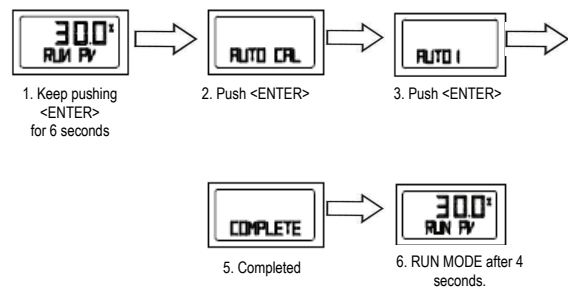 30.0%
RUN PV
1. Keep pushing
<ENTER>
for 6 seconds
AUTO CAL
2. Push <ENTER>
AUTO 1
3. Push <ENTER>
COMPLETE
5. Completed
30.0%
RUN PV
6. RUN MODE after 4
seconds.